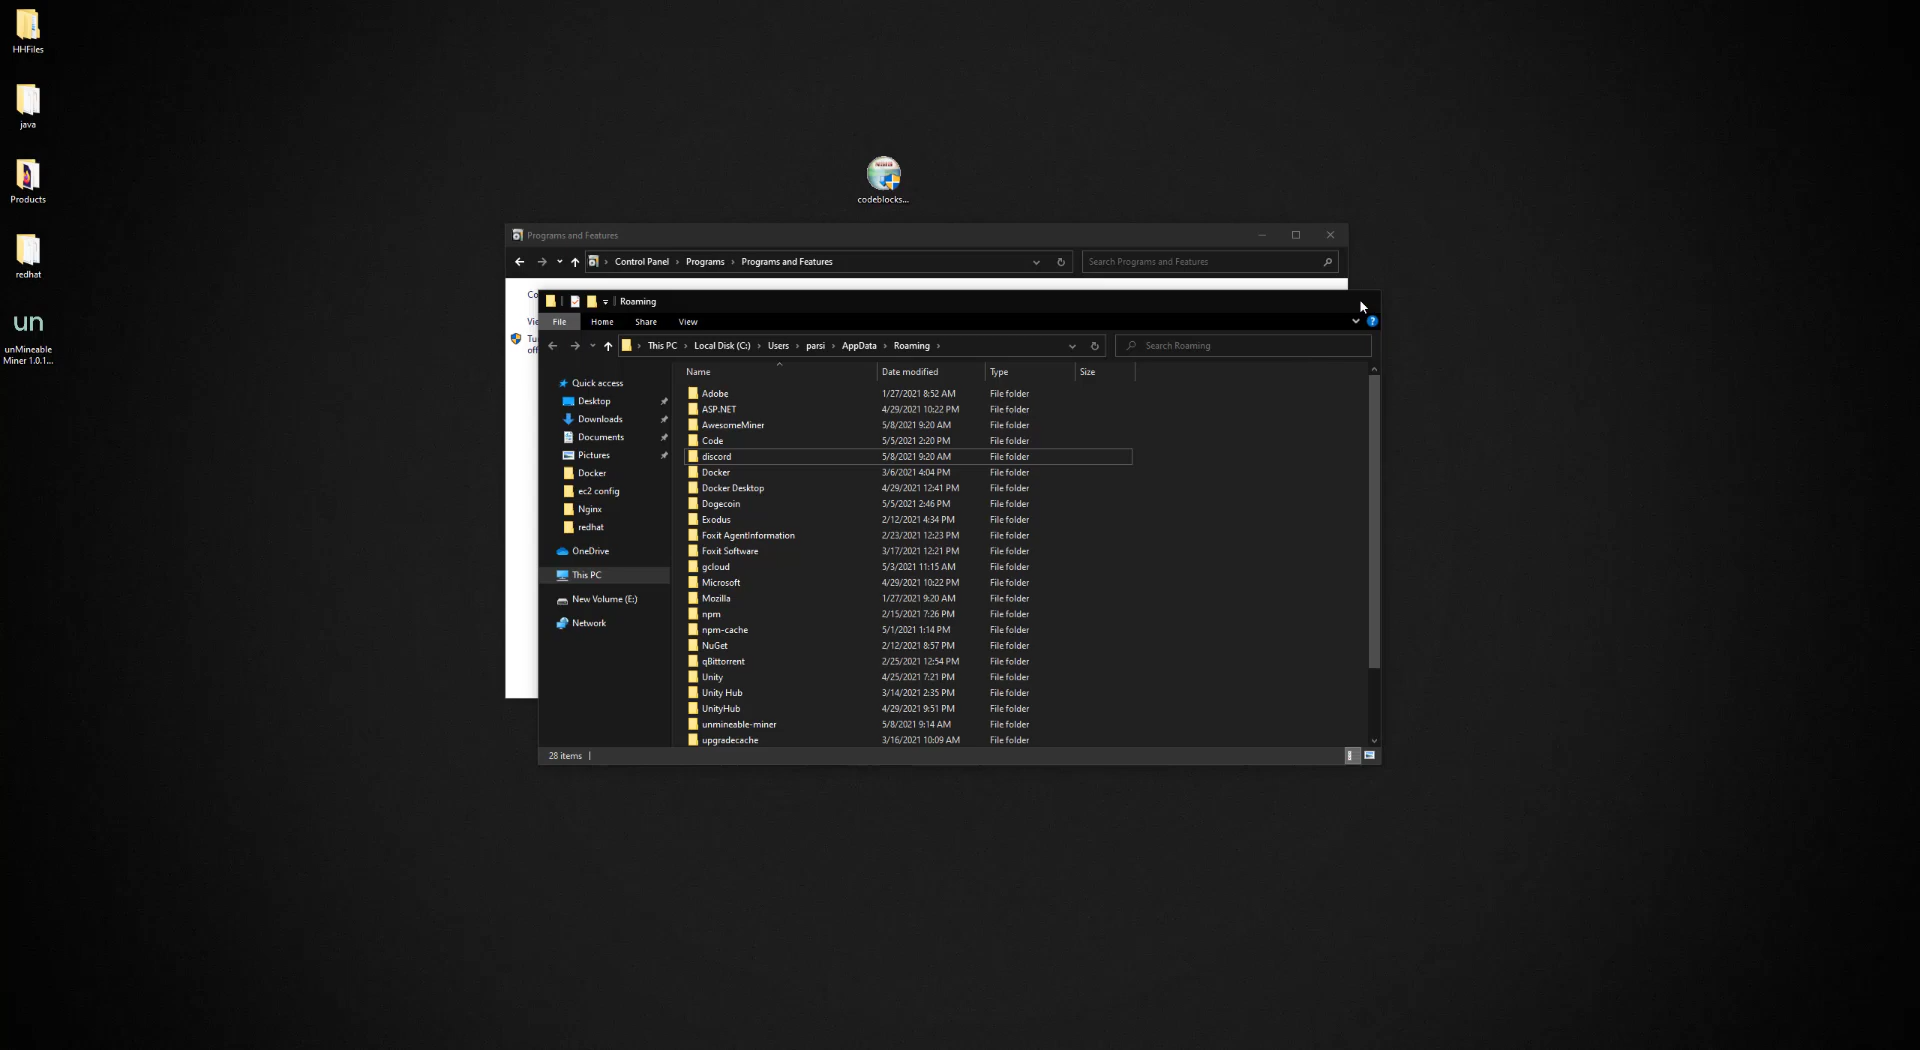 HHFiles
java
Products
redhat
un
unMineable
Miner 1.0.1...
codeblocks...
Programs and Features
Control Panel › Programs › Programs and Features
Search Programs and Features
Co
Vie
Tu
off
Roaming
File Home Share View
This PC › Local Disk (C:) › Users › parsi › AppData › Roaming ›
Search Roaming
Quick access
Desktop
Downloads
Documents
Pictures
Docker
ec2 config
Nginx
redhat
OneDrive
This PC
New Volume (E:)
Network
Name Date modified Type Size
Adobe 1/27/2021 8:52 AM File folder
ASP.NET 4/29/2021 10:22 PM File folder
AwesomeMiner 5/8/2021 9:20 AM File folder
Code 5/5/2021 2:20 PM File folder
discord 5/8/2021 9:20 AM File folder
Docker 3/6/2021 4:04 PM File folder
Docker Desktop 4/29/2021 12:41 PM File folder
Dogecoin 5/5/2021 2:46 PM File folder
Exodus 2/12/2021 4:34 PM File folder
Foxit AgentInformation 2/23/2021 12:23 PM File folder
Foxit Software 3/17/2021 12:21 PM File folder
gcloud 5/3/2021 11:15 AM File folder
Microsoft 4/29/2021 10:22 PM File folder
Mozilla 1/27/2021 9:20 AM File folder
npm 2/15/2021 7:26 PM File folder
npm-cache 5/1/2021 1:14 PM File folder
NuGet 2/12/2021 8:57 PM File folder
qBittorrent 2/25/2021 12:54 PM File folder
Unity 4/25/2021 7:21 PM File folder
Unity Hub 3/14/2021 2:35 PM File folder
UnityHub 4/29/2021 9:51 PM File folder
unmineable-miner 5/8/2021 9:14 AM File folder
upgradecache 3/16/2021 10:09 AM File folder
28 items